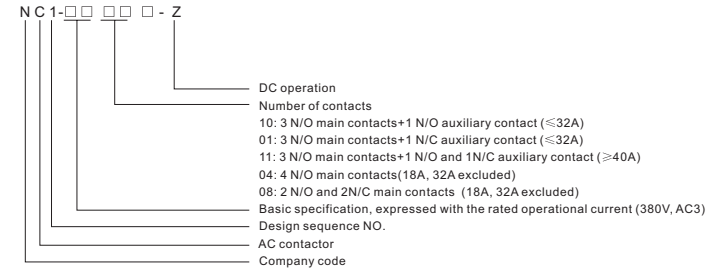 NC1-□□ □□ □ - Z
DC operation
Number of contacts
10: 3 N/O main contacts+1 N/O auxiliary contact (≤32A)
01: 3 N/O main contacts+1 N/C auxiliary contact (≤32A)
11: 3 N/O main contacts+1 N/O and 1N/C auxiliary contact (≥40A)
04: 4 N/O main contacts(18A, 32A excluded)
08: 2 N/O and 2N/C main contacts (18A, 32A excluded)
Basic specification, expressed with the rated operational current (380V, AC3)
Design sequence NO.
AC contactor
Company code